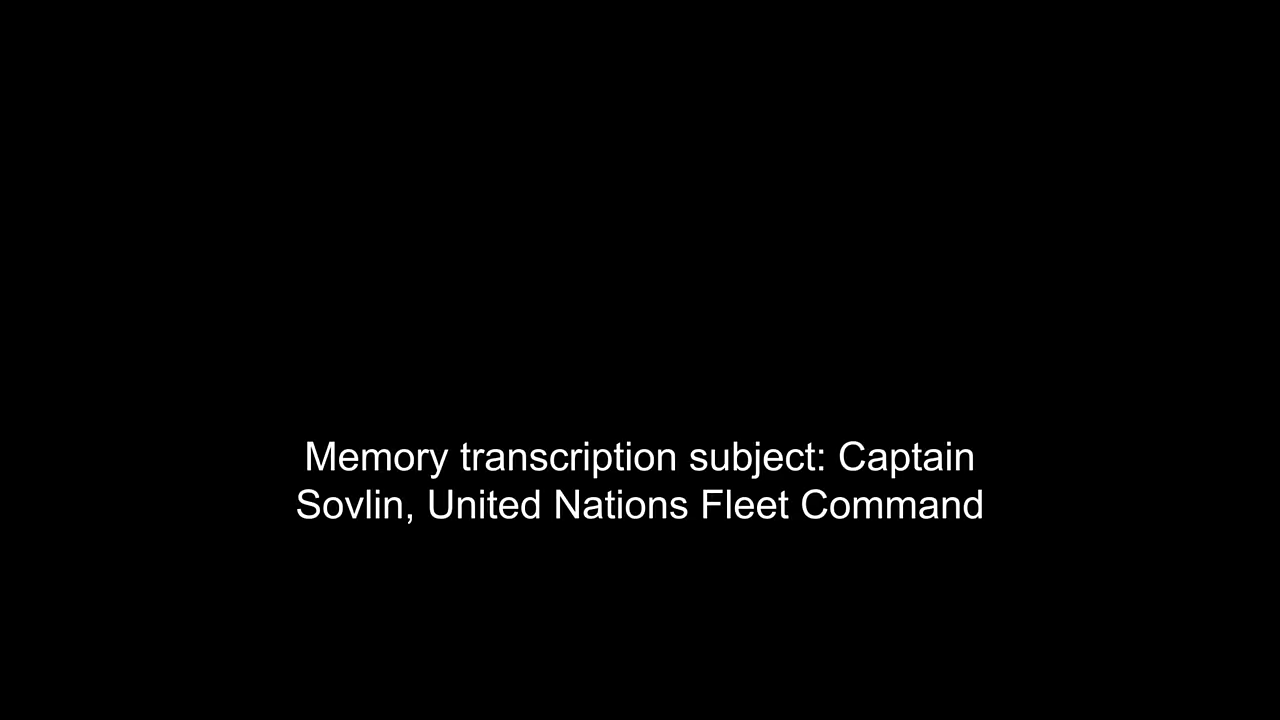 Memory transcription subject: Captain
Sovlin, United Nations Fleet Command